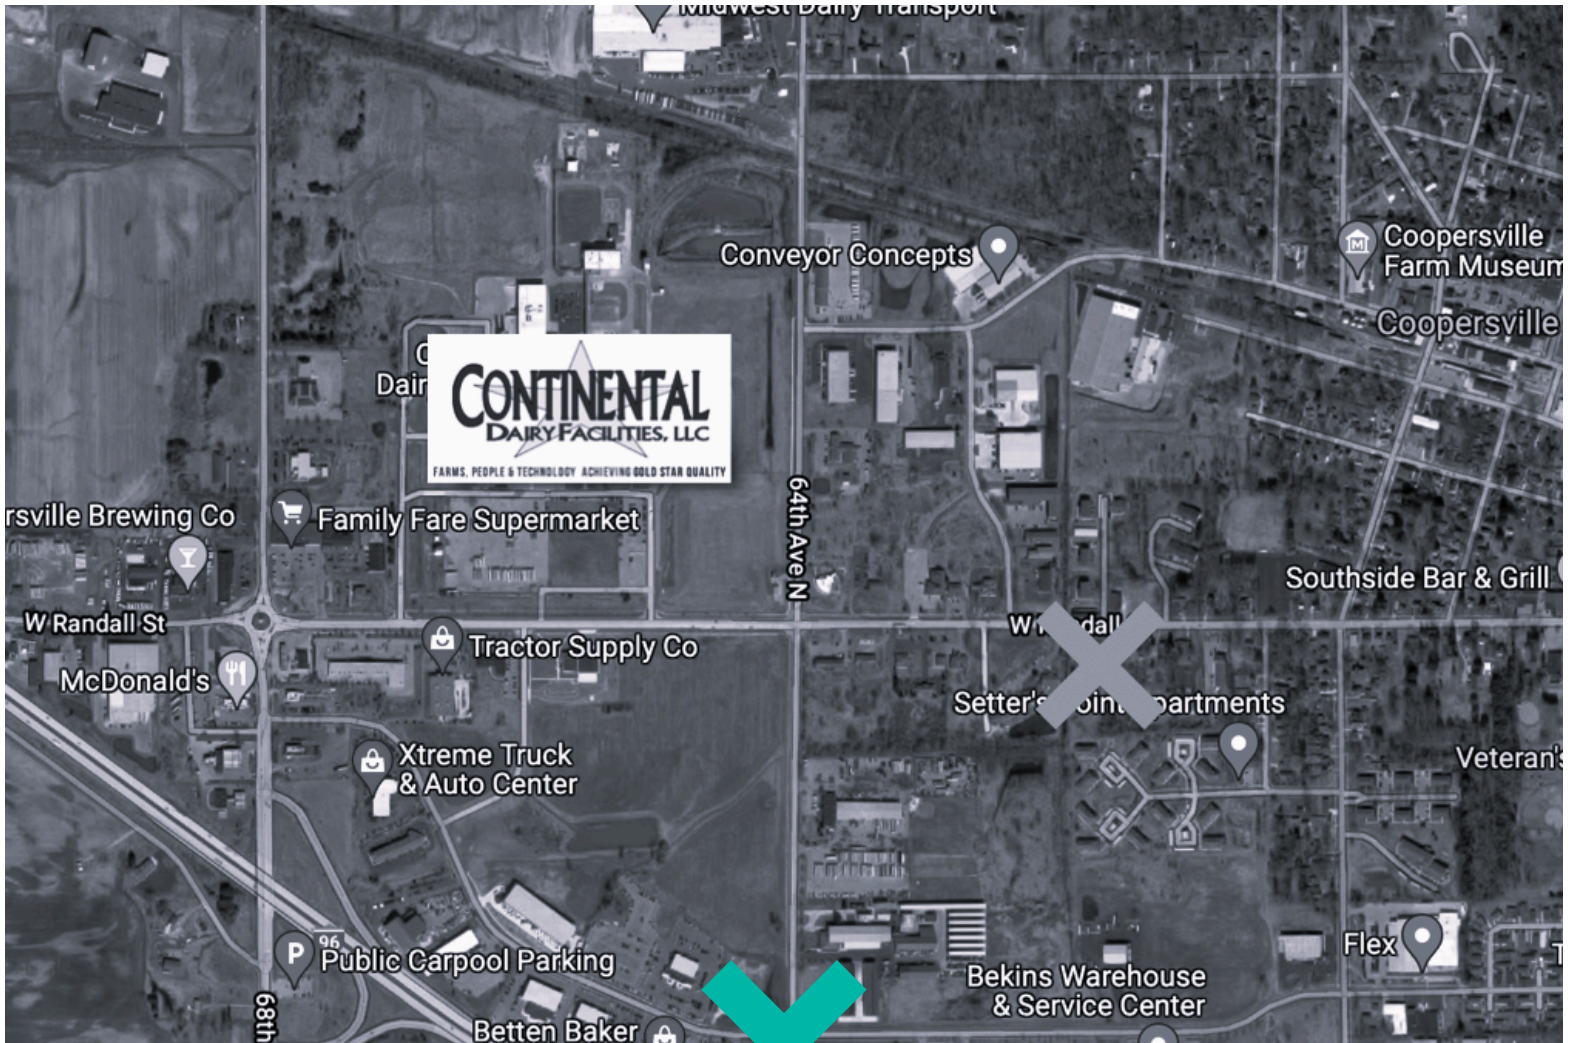 Midwest Dairy Transport
Conveyor Concepts
Coopersville
Farm Museum
Coopersville
Dair
CONTINENTAL
DAIRY FACILITIES, LLC
FARMS, PEOPLE & TECHNOLOGY ACHIEVING GOLD STAR QUALITY
64th Ave N
rsville Brewing Co
Family Fare Supermarket
Southside Bar & Grill
W Randall St
W R dall
Tractor Supply Co
McDonald's
Setter's oint partments
Xtreme Truck
& Auto Center
Veteran's
96
P
Public Carpool Parking
Flex
Bekins Warehouse
& Service Center
68th
Betten Baker